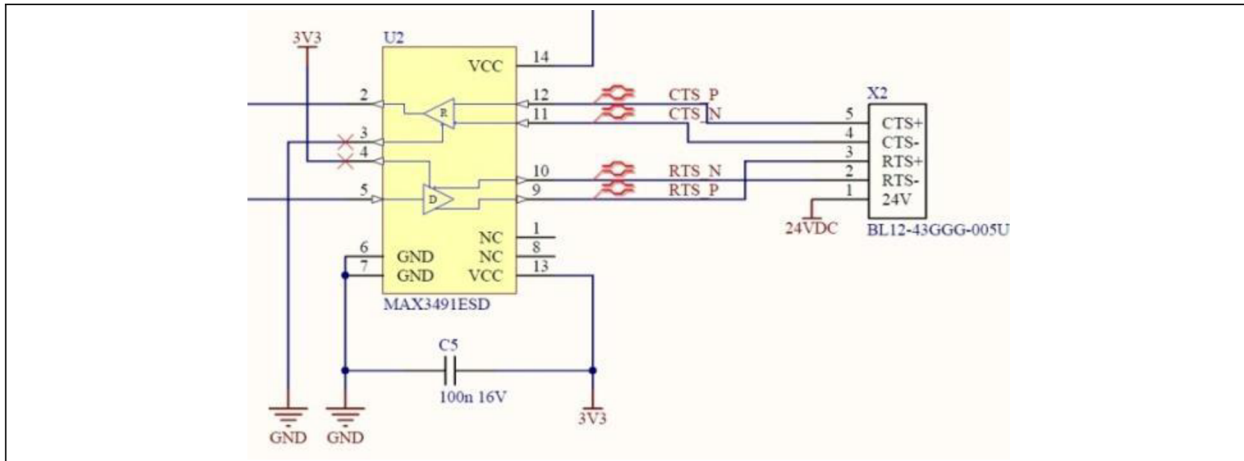 3V3
U2
VCC
14
2
R
12
CTS_P
11
CTS_N
3
4
10
RTS_N
5
D
9
RTS_P
X2
5
CTS+
4
CTS-
3
RTS+
2
RTS-
1
24V
24VDC
BL12-43GGG-005U
NC
1
6
GND
NC
8
7
GND
VCC
13
MAX3491ESD
C5
100n 16V
GND
GND
3V3